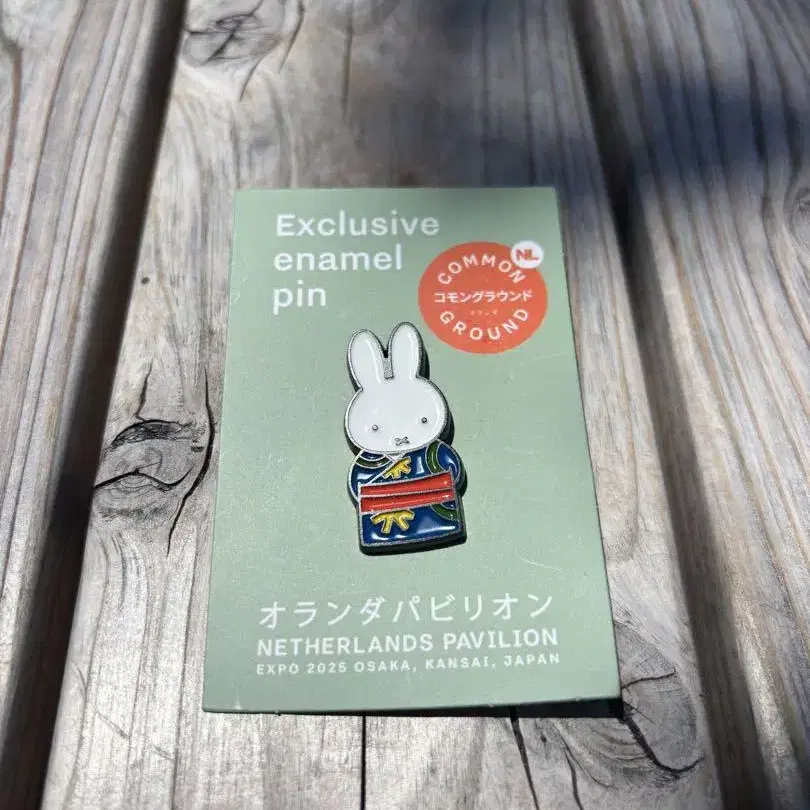 Exclusive
enamel
pin
NL
COMMON
コモングラウンド
GROUND
オランダパビリオン
NETHERLANDS PAVILION
EXPO 2025 OSAKA, KANSAI, JAPAN